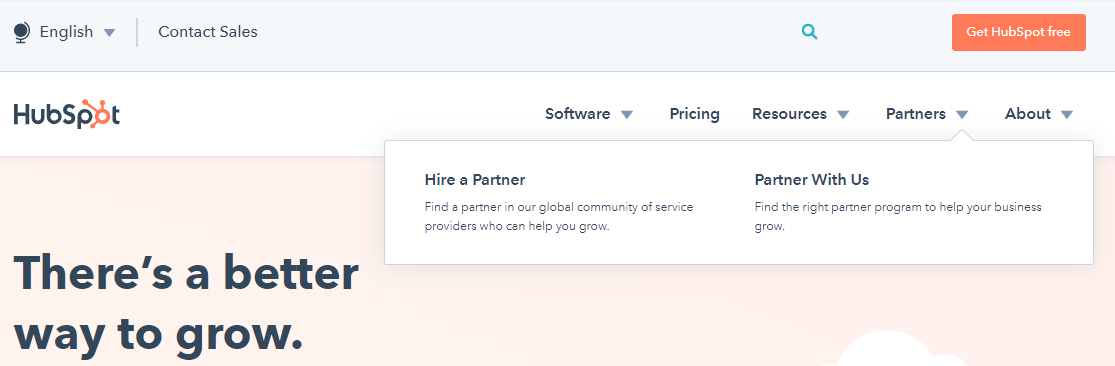 English
Contact Sales
Get HubSpot free
HubSpot
Software
Pricing
Resources
Partners
About
Hire a Partner
Find a partner in our global community of service
providers who can help you grow.
Partner With Us
Find the right partner program to help your business
grow.
There's a better
way to grow.